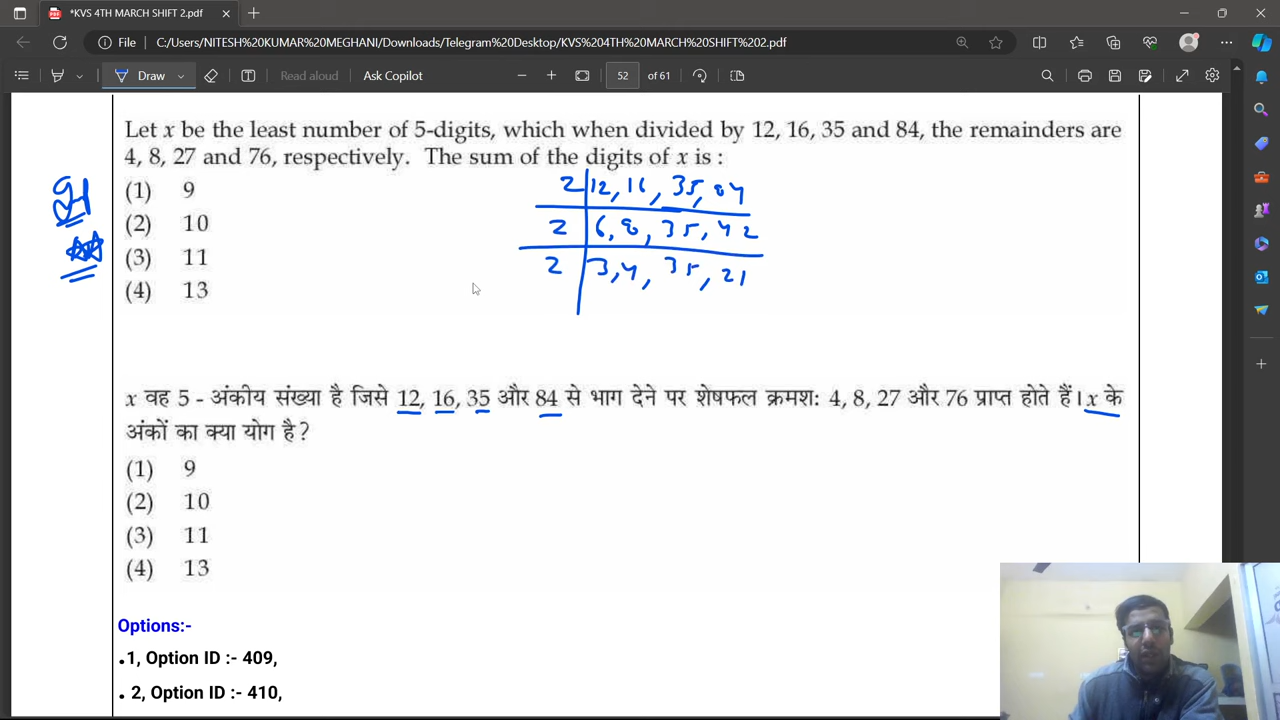 *KVS 4TH MARCH SHIFT 2.pdf
File C:/Users/NITESH%20KUMAR%20MEGHANI/Downloads/Telegram%20Desktop/KVS%204TH%20MARCH%20SHIFT%202.pdf
Draw Read aloud Ask Copilot 52 of 61
Let x be the least number of 5-digits, which when divided by 12, 16, 35 and 84, the remainders are
4, 8, 27 and 76, respectively. The sum of the digits of x is :
(1) 9
(2) 10
(3) 11
(4) 13
2 12, 16, 35, 84
2 6, 8, 35, 42
2 3, 4, 35, 21
x वह 5 - अंकीय संख्या है जिसे 12, 16, 35 और 84 से भाग देने पर शेषफल क्रमश: 4, 8, 27 और 76 प्राप्त होते हैं। x के
अंकों का क्या योग है?
(1) 9
(2) 10
(3) 11
(4) 13
Options:-
.1, Option ID :- 409,
. 2, Option ID :- 410,